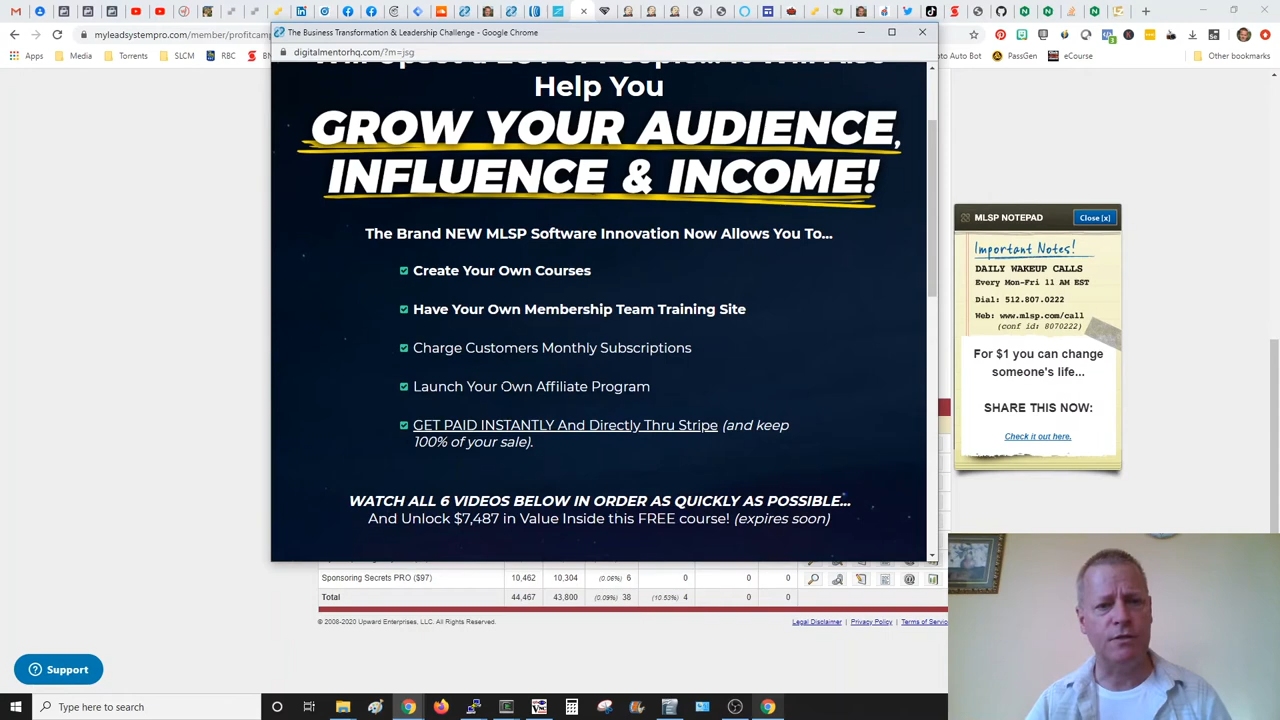 The Business Transformation & Leadership Challenge - Google Chrome
myleadsystempro.com/member/profitcamp
digitalmentorhq.com/?m=jsg
Apps
Media
Torrents
SLCM
RBC
PassGen
eCourse
Other bookmarks
Help You
GROW YOUR AUDIENCE,
INFLUENCE & INCOME!
The Brand NEW MLSP Software Innovation Now Allows You To...
Create Your Own Courses
Have Your Own Membership Team Training Site
Charge Customers Monthly Subscriptions
Launch Your Own Affiliate Program
GET PAID INSTANTLY And Directly Thru Stripe (and keep
100% of your sale).
WATCH ALL 6 VIDEOS BELOW IN ORDER AS QUICKLY AS POSSIBLE...
And Unlock $7,487 in Value Inside this FREE course! (expires soon)
MLSP NOTEPAD
Close [x]
Important Notes!
DAILY WAKEUP CALLS
Every Mon-Fri 11 AM EST
Dial: 512.807.0222
Web: www.mlsp.com/call
(conf id: 8070222)
For $1 you can change
someone's life...
SHARE THIS NOW:
Check it out here.
Sponsoring Secrets PRO ($97) 10,462 10,304 (0.06%) 6 0 0 0
Total 44,467 43,800 (0.09%) 38 (10.53%) 4 0 0
© 2008-2020 Upward Enterprises, LLC. All Rights Reserved.
Legal Disclaimer | Privacy Policy | Terms of Servic
Support
Type here to search